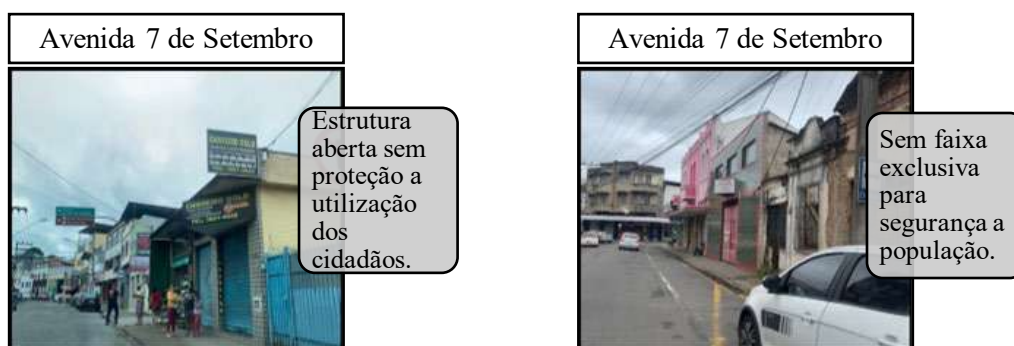 Avenida 7 de Setembro
Estrutura
aberta sem
proteção a
utilização
dos
cidadãos.
Avenida 7 de Setembro
Sem faixa
exclusiva
para
segurança a
população.